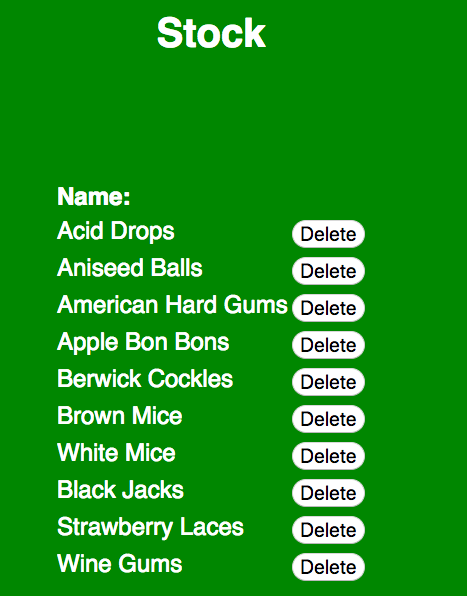 Stock
Name:
Acid Drops Delete
Aniseed Balls Delete
American Hard Gums Delete
Apple Bon Bons Delete
Berwick Cockles Delete
Brown Mice Delete
White Mice Delete
Black Jacks Delete
Strawberry Laces Delete
Wine Gums Delete